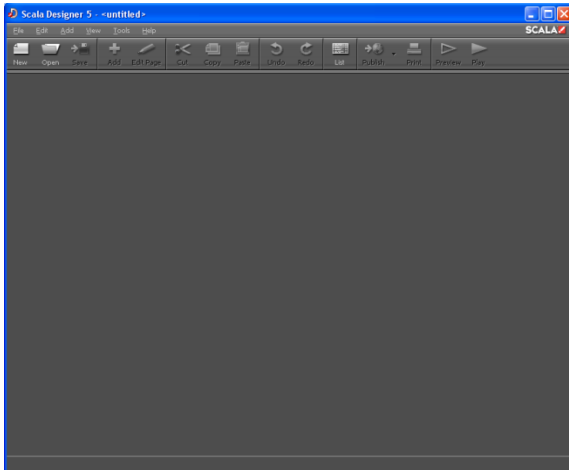 Scala Designer 5 - <untitled>
File Edit Add View Tools Help
SCALA
New Open Save Add Edit Page Cut Copy Paste Undo Redo List Publish Print Preview Play